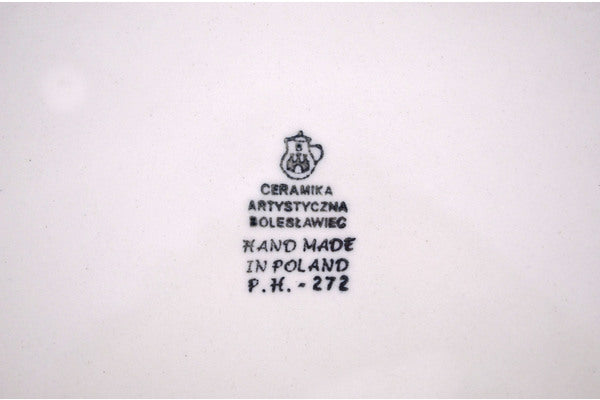 CERAMIKA
ARTYSTYCZNA
BOLESŁAWIEC
HAND MADE
IN POLAND
P.H. - 272